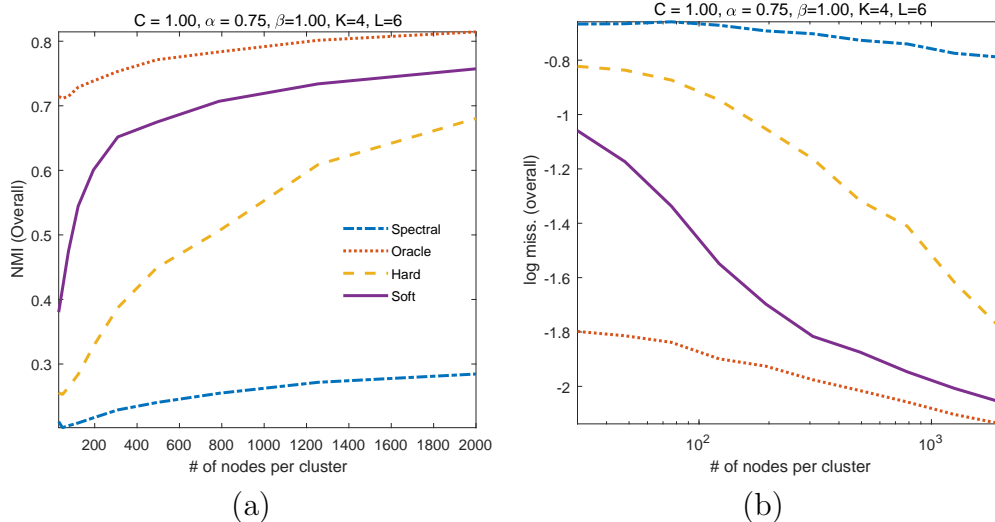 C = 1.00, α = 0.75, β=1.00, K=4, L=6
0.8
0.7
0.6
0.5
0.4
0.3
NMI (Overall)
Spectral
Oracle
Hard
Soft
200 400 600 800 1000 1200 1400 1600 1800 2000
# of nodes per cluster
(a)
C = 1.00, α = 0.75, β=1.00, K=4, L=6
-0.8
-1
-1.2
-1.4
-1.6
-1.8
-2
log miss. (overall)
10² 10³
# of nodes per cluster
(b)